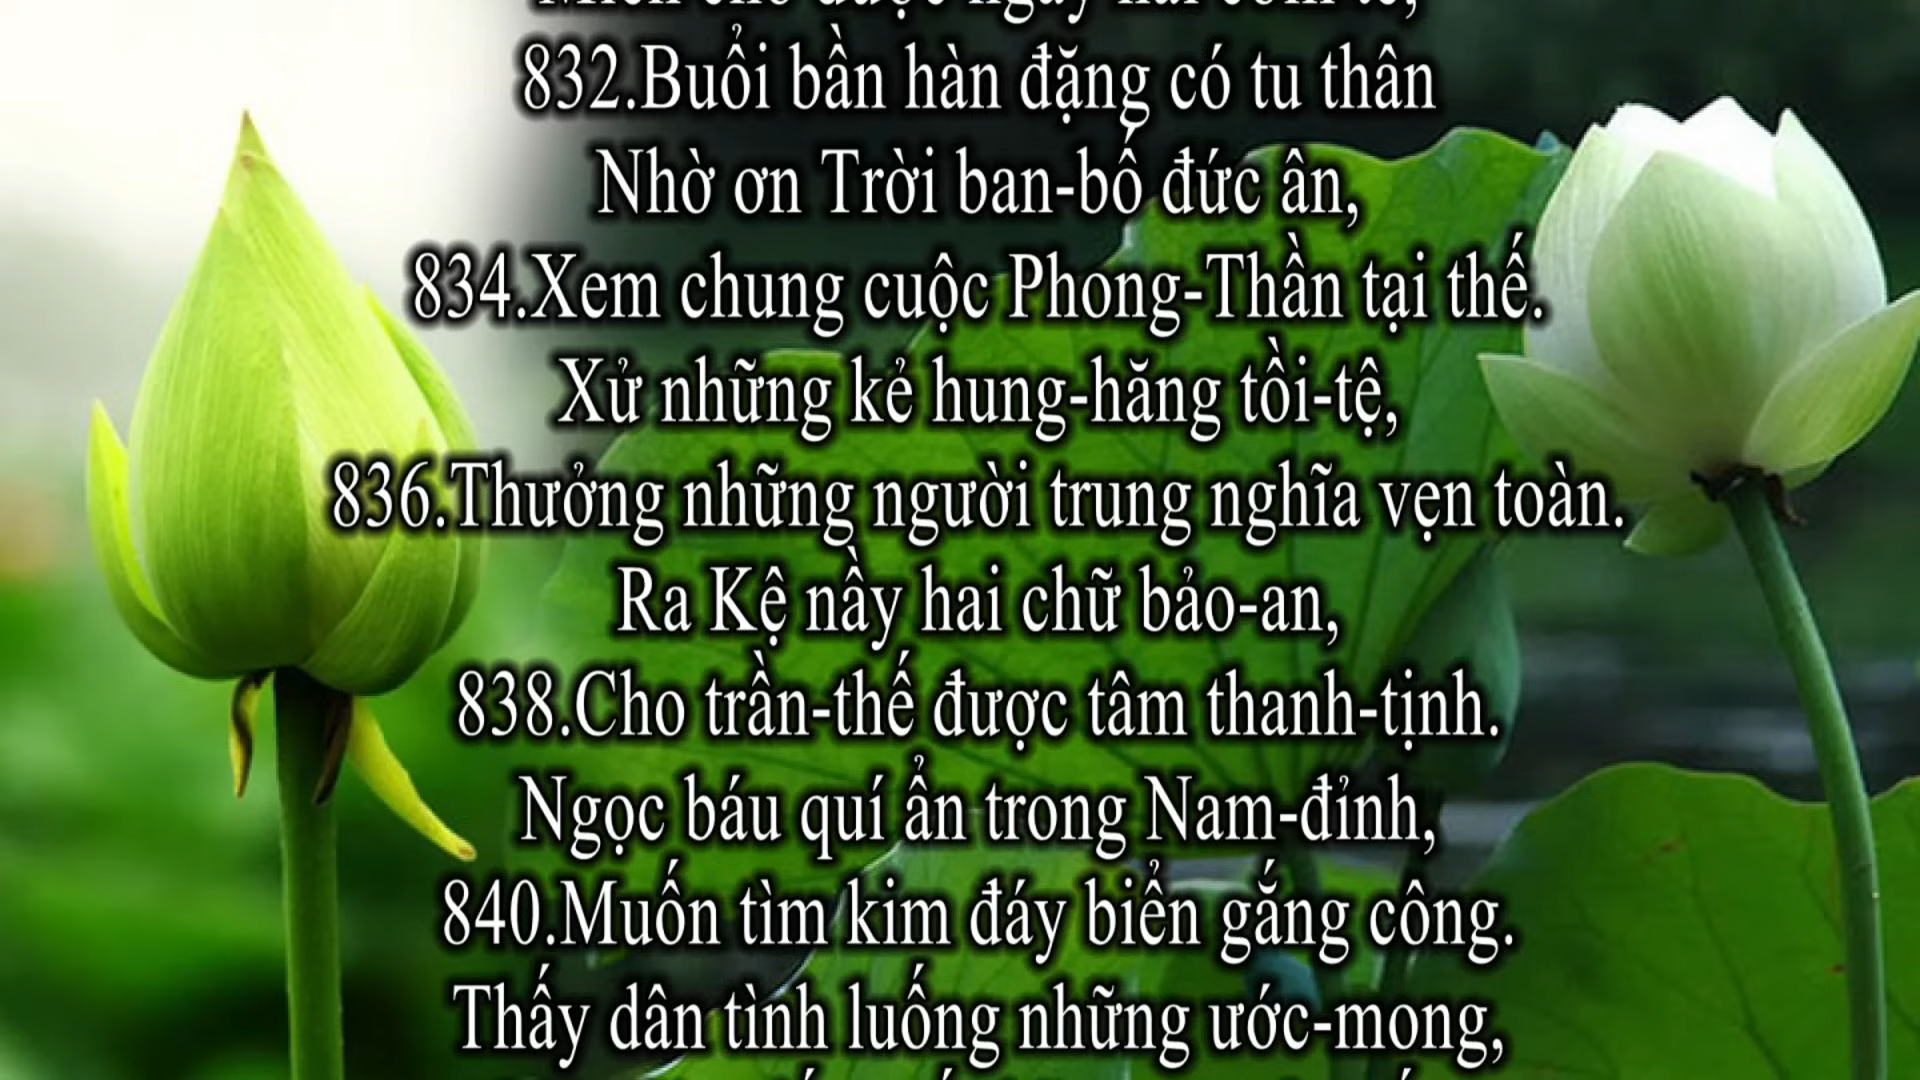 832.Buổi bần hàn đặng có tu thân
Nhờ ơn Trời ban-bố đức ân,
834.Xem chung cuộc Phong-Thần tại thế.
Xử những kẻ hung-hăng tồi-tệ,
836.Thưởng những người trung nghĩa vẹn toàn.
Ra Kệ nầy hai chữ bảo-an,
838.Cho trần-thế được tâm thanh-tịnh.
Ngọc báu quí ẩn trong Nam-đỉnh,
840.Muốn tìm kim đáy biển gắng công.
Thấy dân tình luống những ước-mong,